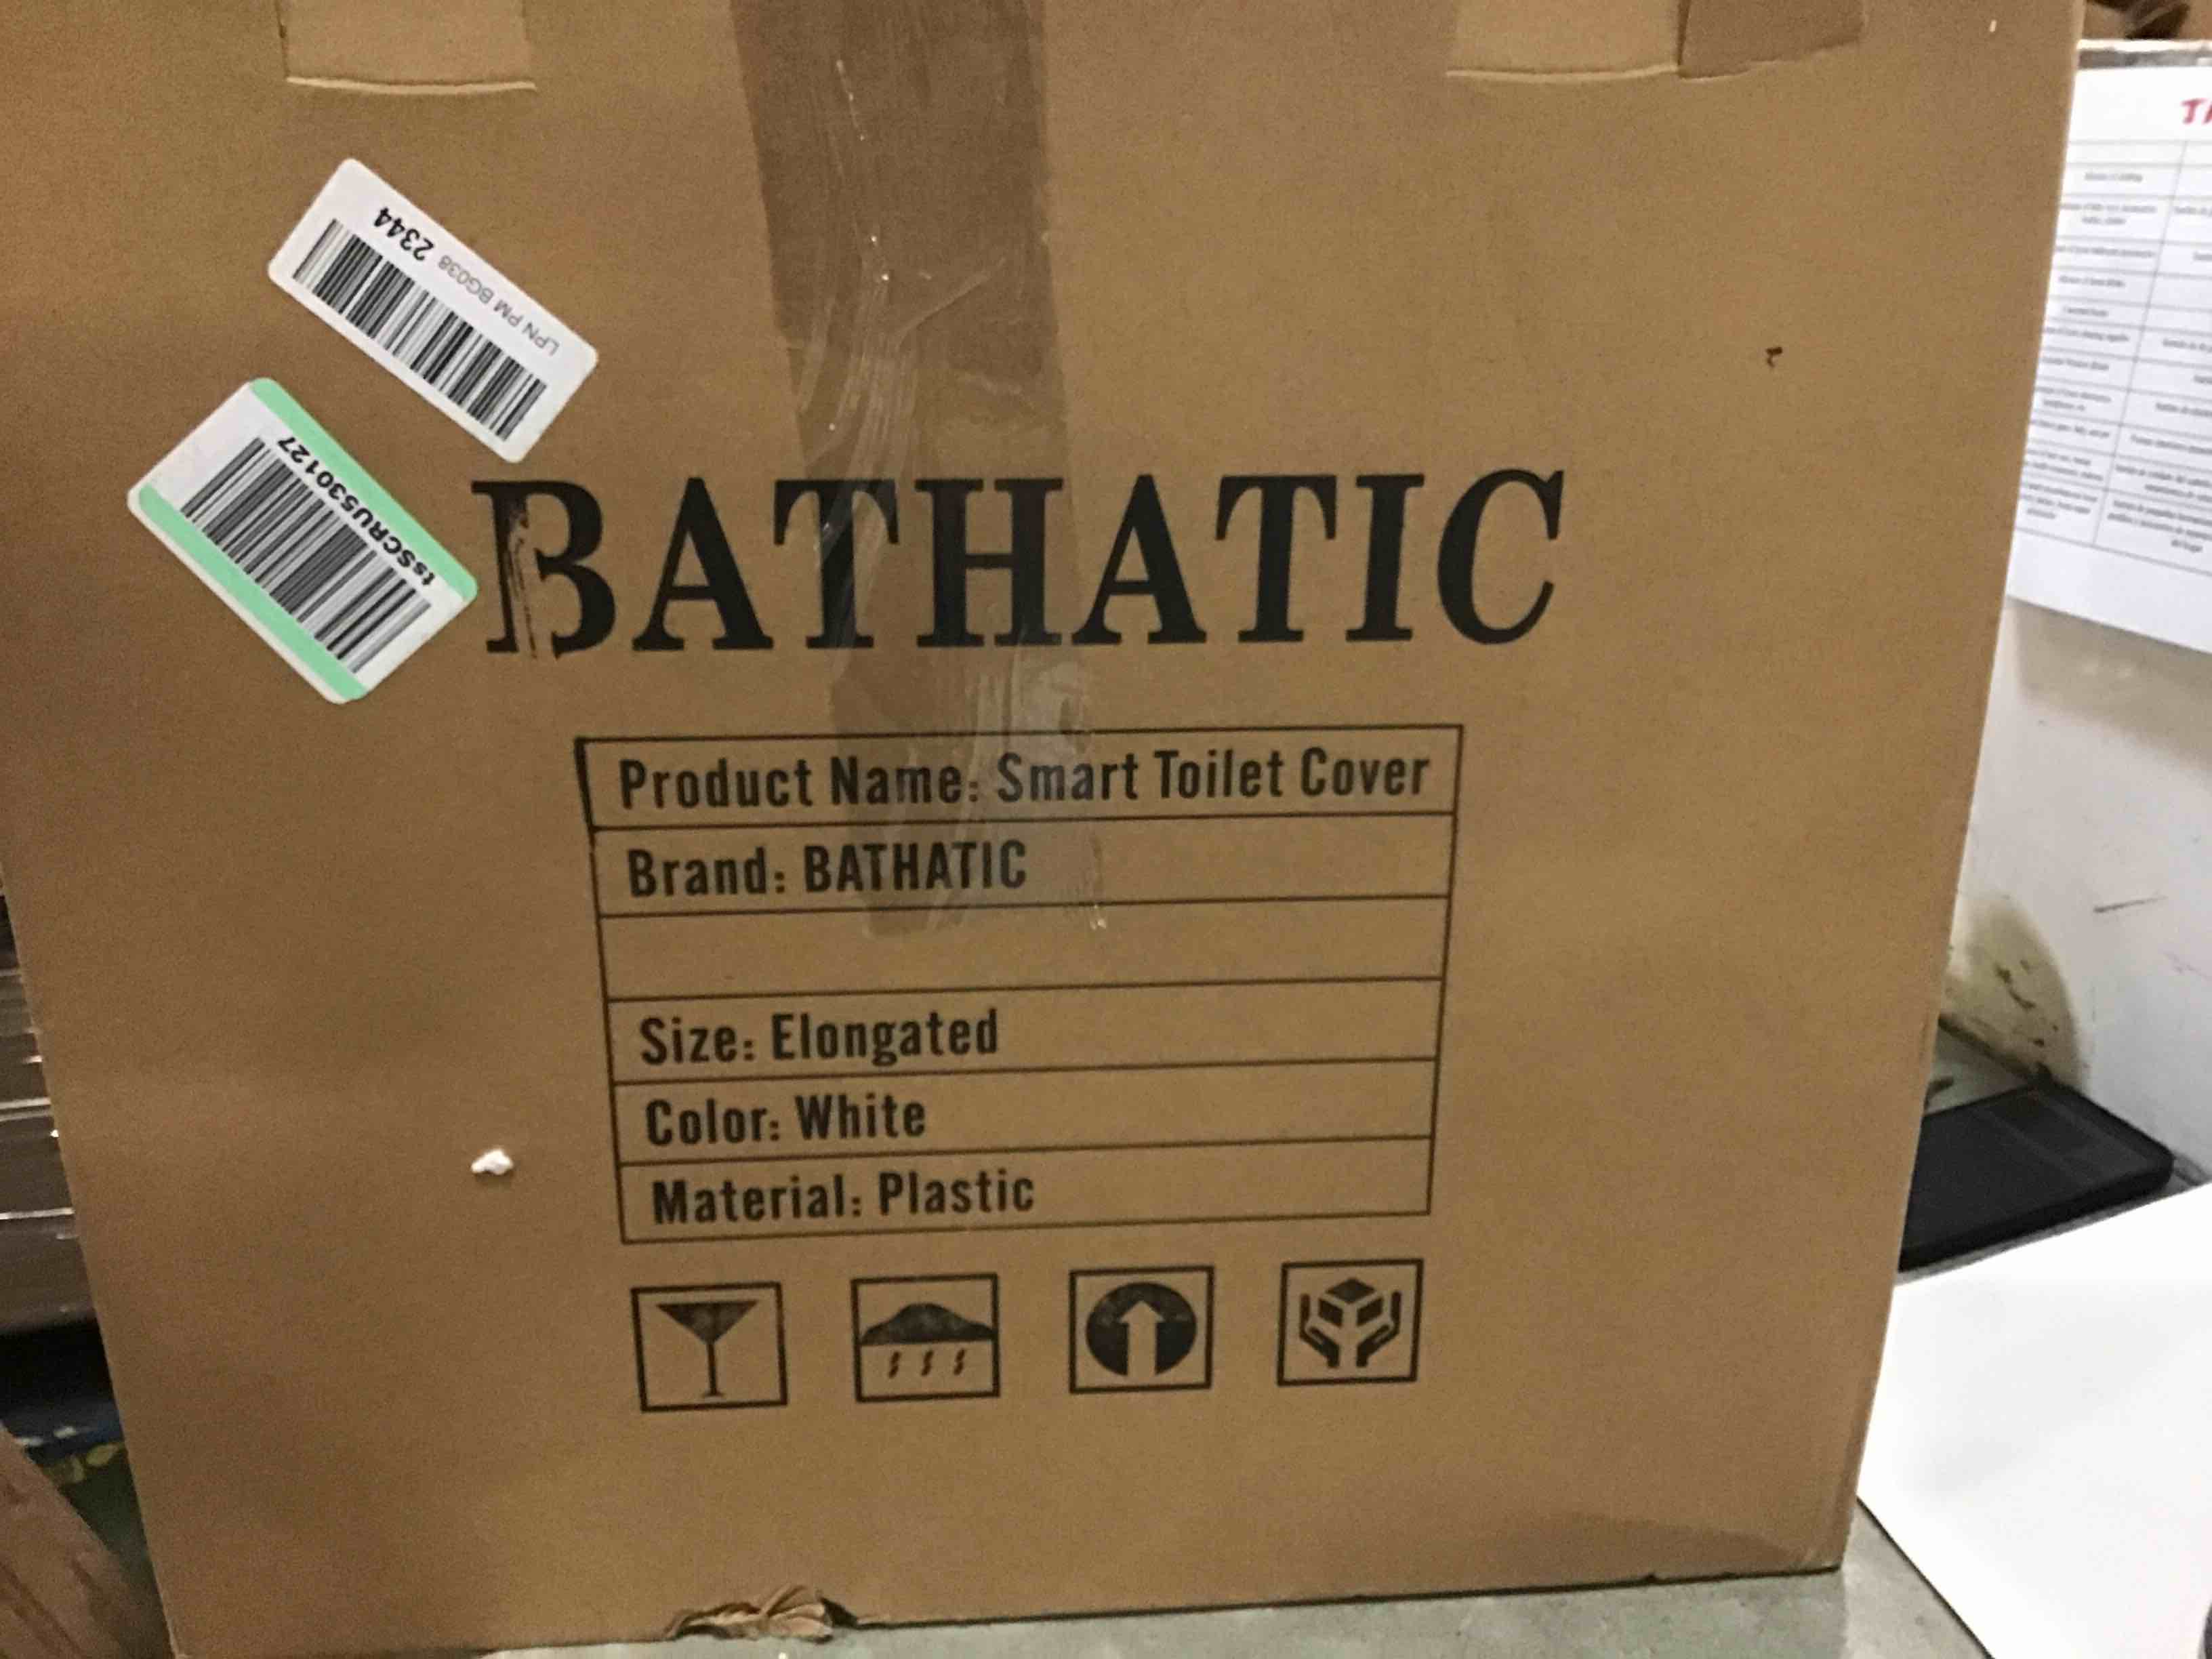 LPN PM BG038 2344
tsSCRUS30127
BATHATIC
Product Name: Smart Toilet Cover
Brand: BATHATIC
Size: Elongated
Color: White
Material: Plastic